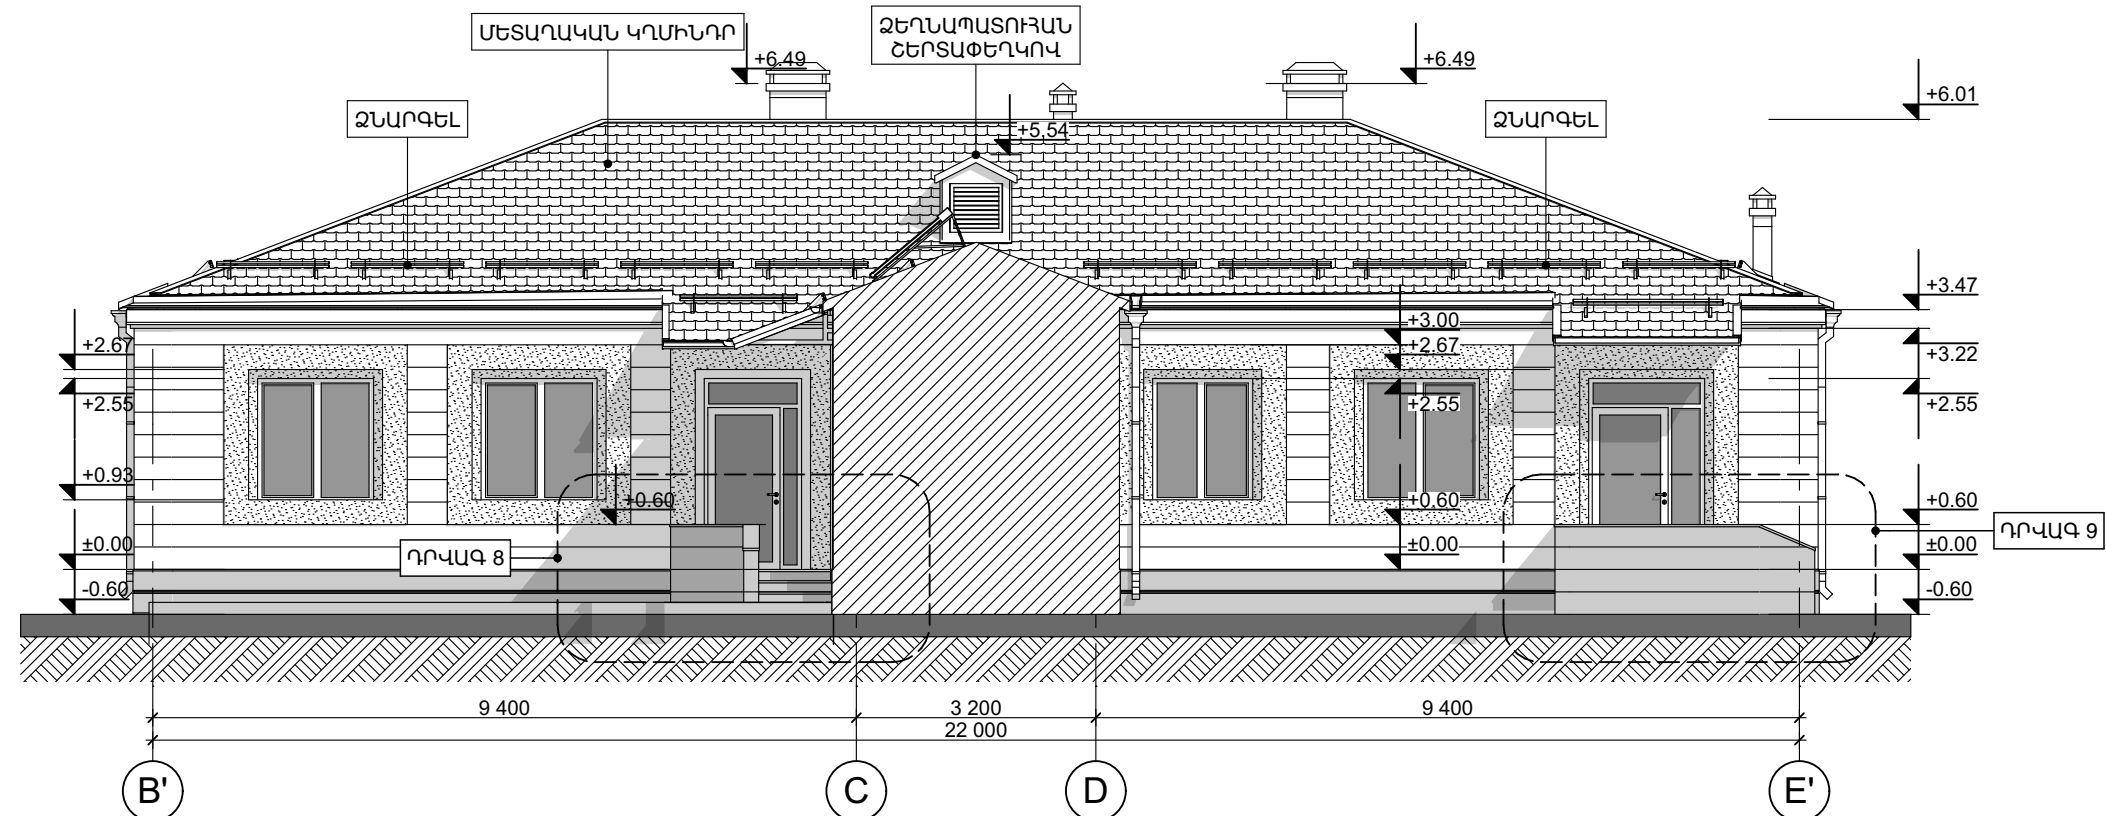 ՄԵՏԱՂԱԿԱՆ ԿՂՄԻՆԴՐ
ՁԵՂՆԱՊԱՏՈՒՀԱՆ
ՇԵՐՏԱՓԵՂԿՈՎ
+6.49
+6.49
+6.01
ՁՆԱՐԳԵԼ
ՁՆԱՐԳԵԼ
+5,54
+3.47
+3.00
+2.67
+2.67
+3.22
+2.55
+2.55
+2.55
+0.93
+0.60
+0.60
+0.60
±0.00
±0.00
±0.00
ԴՐՎԱԳ 8
ԴՐՎԱԳ 9
-0.60
-0.60
9 400
3 200
9 400
22 000
B'
C
D
E'